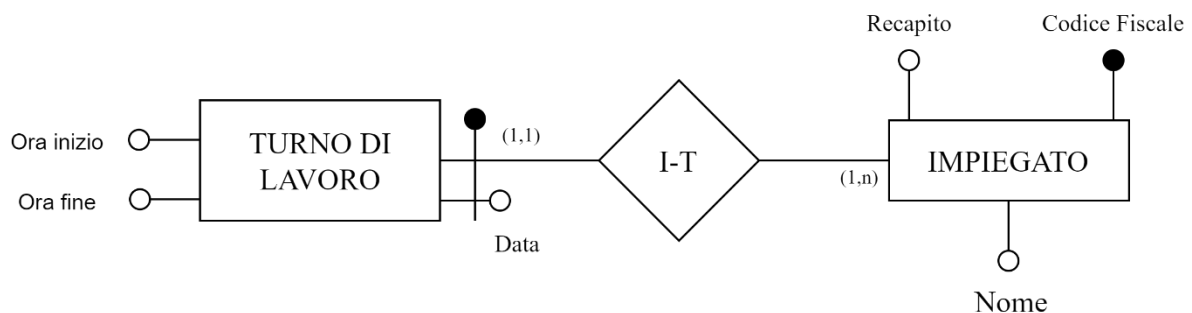 Recapito
Codice Fiscale
Ora inizio
Ora fine
TURNO DI
LAVORO
(1,1)
Data
I-T
(1,n)
IMPIEGATO
Nome